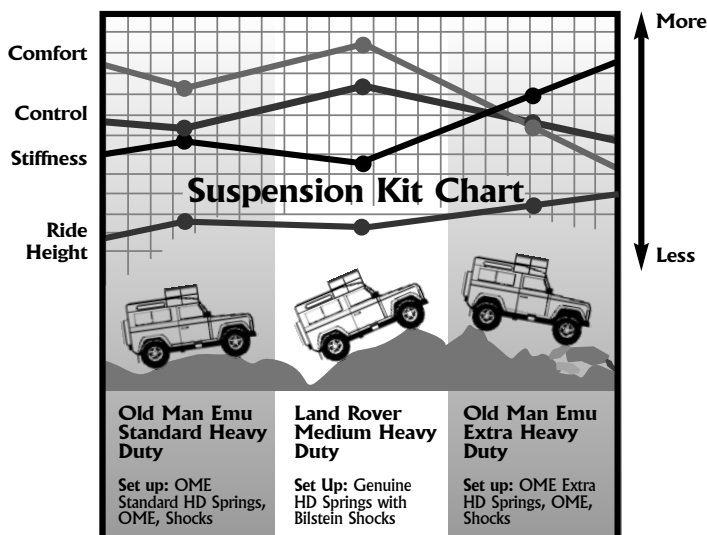 More
Comfort
Control
Stiffness
Suspension Kit Chart
Ride
Height
Less
Old Man Emu
Standard Heavy
Duty
Set up: OME
Standard HD Springs,
OME, Shocks
Land Rover
Medium Heavy
Duty
Set Up: Genuine
HD Springs with
Bilstein Shocks
Old Man Emu
Extra Heavy
Duty
Set up: OME Extra
HD Springs, OME,
Shocks